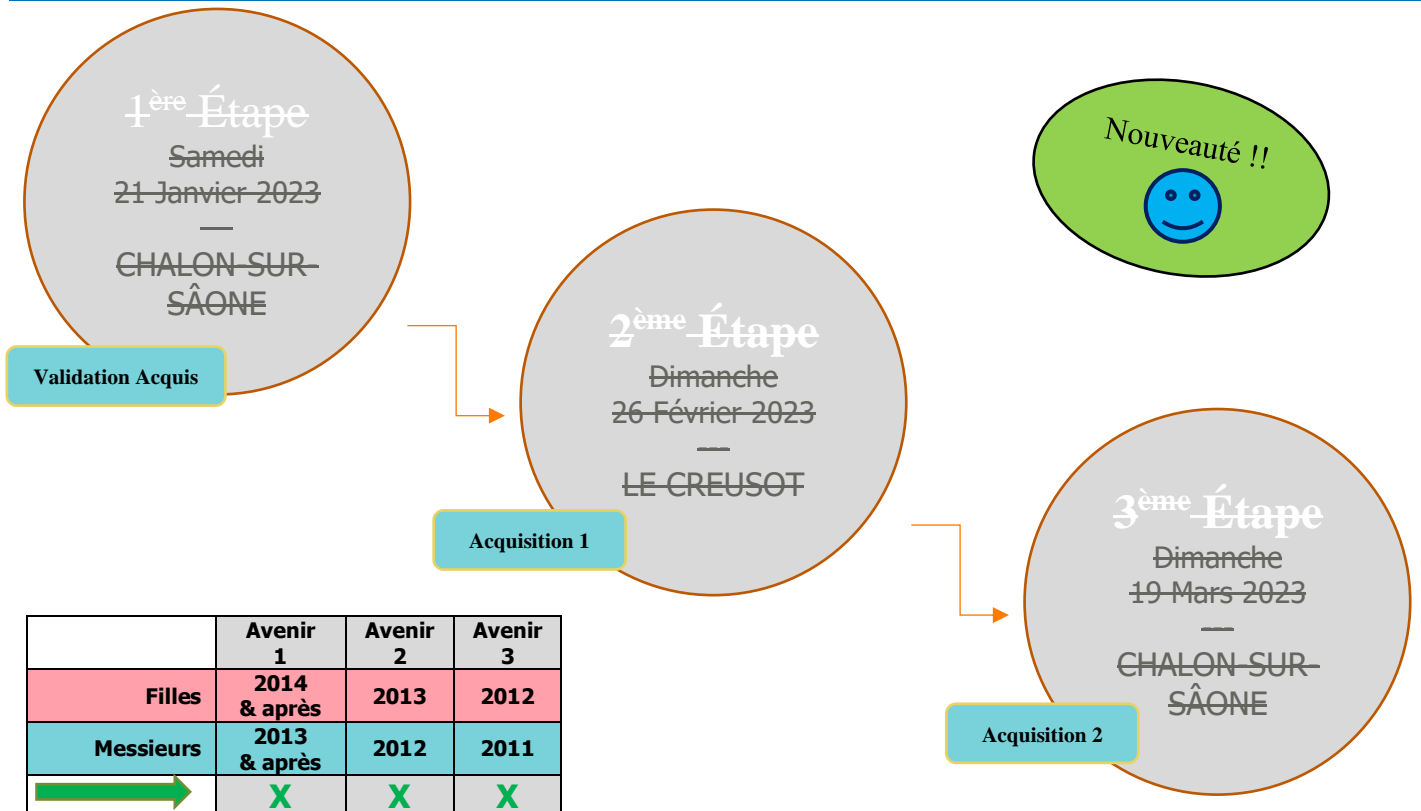 1ère Étape
Samedi
21 Janvier 2023
—
CHALON-SUR-
SÂONE
Validation Acquis
Nouveauté !!
2ème Étape
Dimanche
26 Février 2023
---
LE CREUSOT
Acquisition 1
3ème Étape
Dimanche
19 Mars 2023
---
CHALON-SUR-
SÂONE
Acquisition 2
Avenir 1 Avenir 2 Avenir 3
Filles 2014 & après 2013 2012
Messieurs 2013 & après 2012 2011
X X X